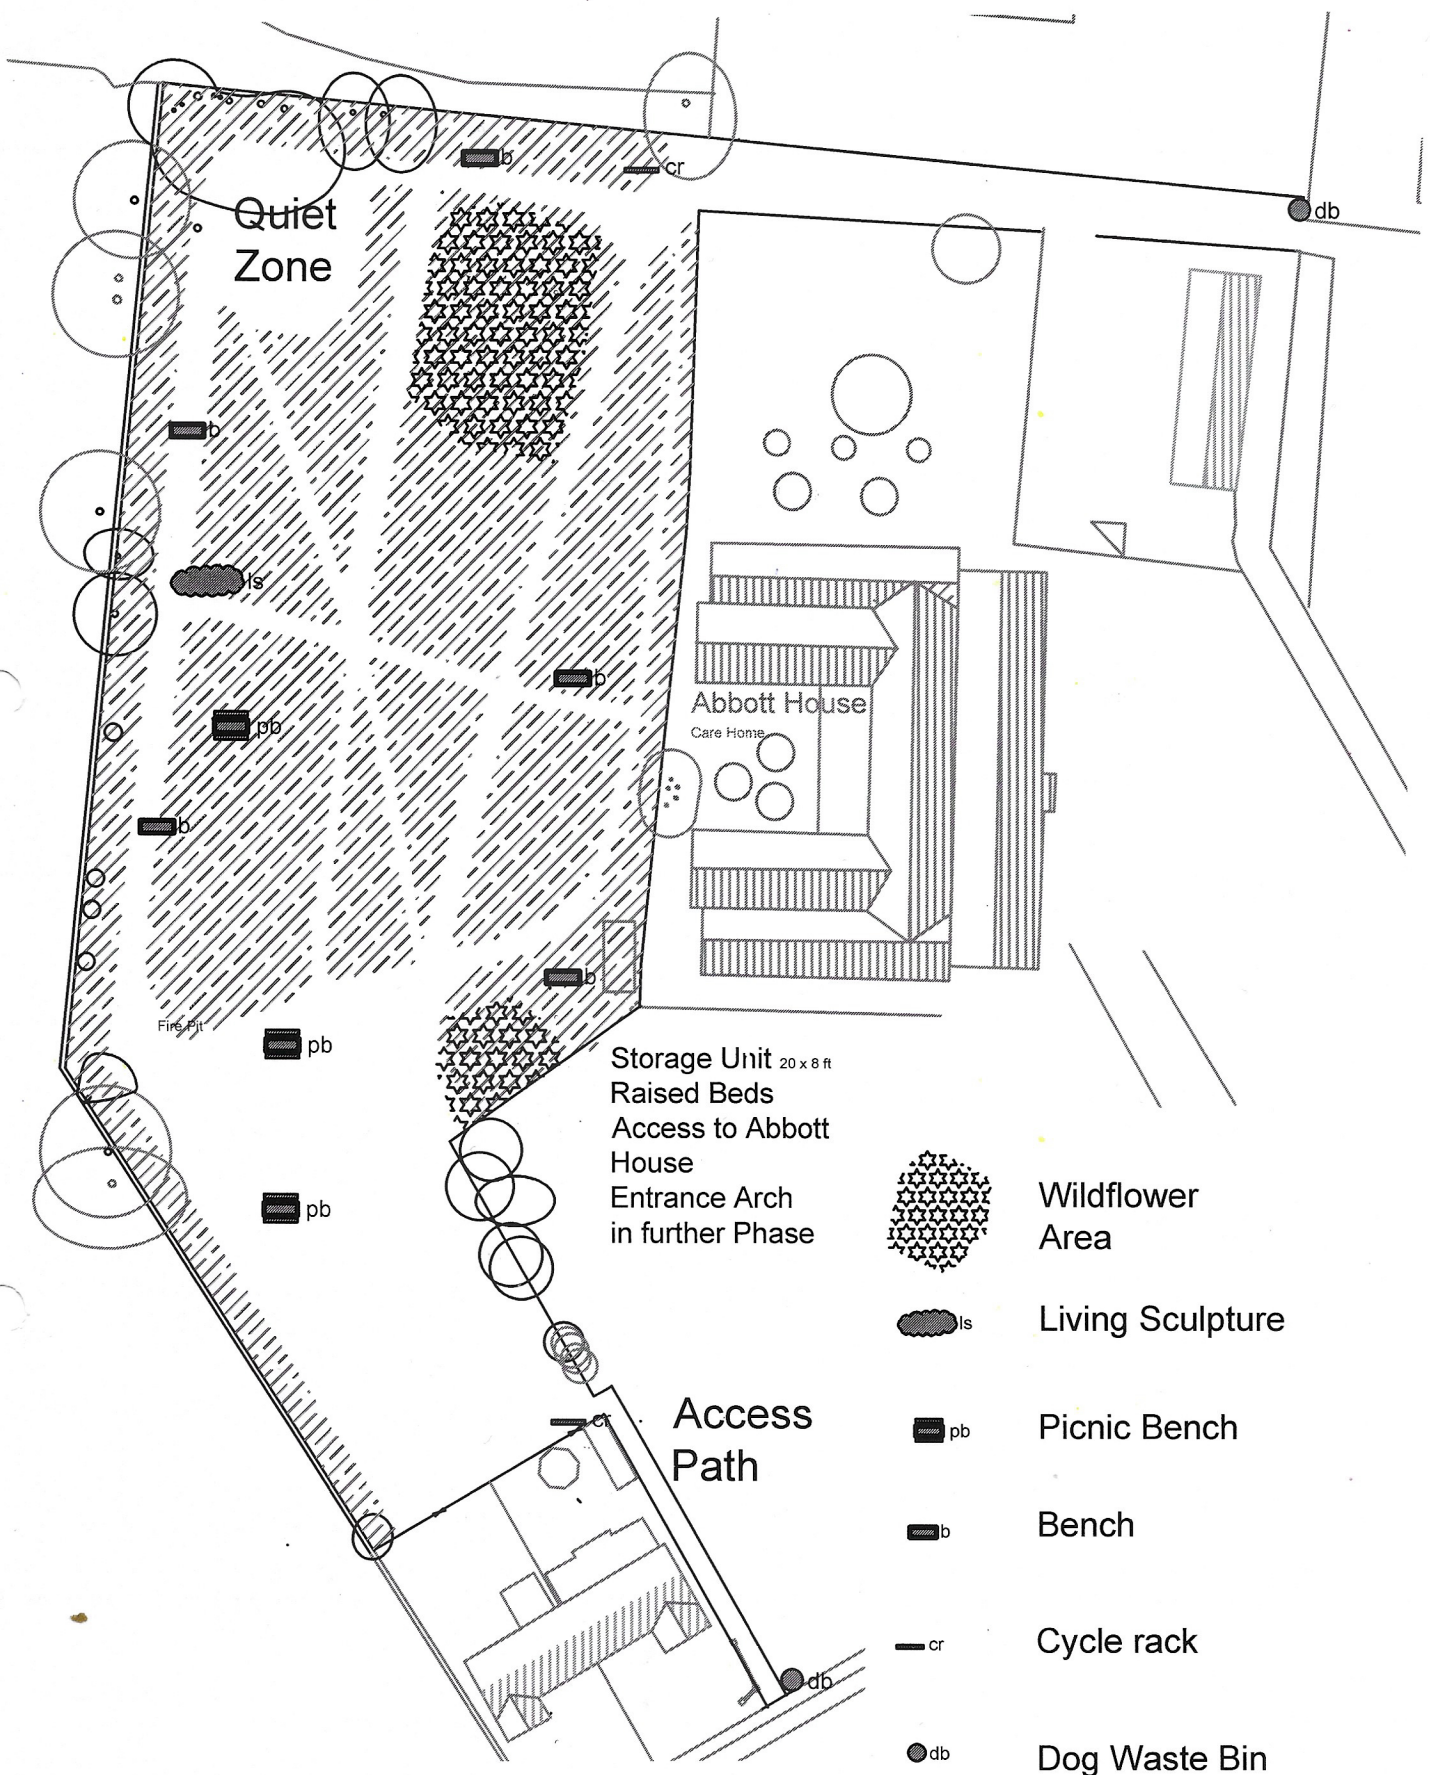 b
cr
db
Quiet
Zone
b
ls
b
Abbott House
Care Home
pb
b
b
Fire Pit
pb
Storage Unit 20 x 8 ft
Raised Beds
Access to Abbott
House
Entrance Arch
in further Phase
pb
Wildflower
Area
ls
Living Sculpture
Access
Path
cr
pb
Picnic Bench
b
Bench
cr
Cycle rack
db
db
Dog Waste Bin